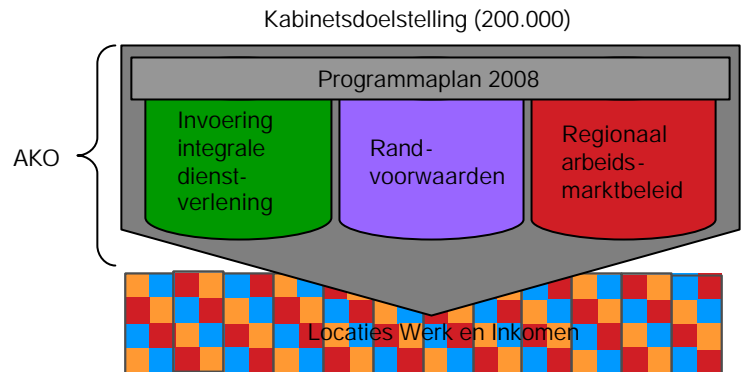 Kabinetsdoelstelling (200.000)
Programmaplan 2008
AKO
Invoering
integrale
dienst-
verlening
Rand-
voorwaarden
Regionaal
arbeids-
marktbeleid
Locaties Werk en Inkomen